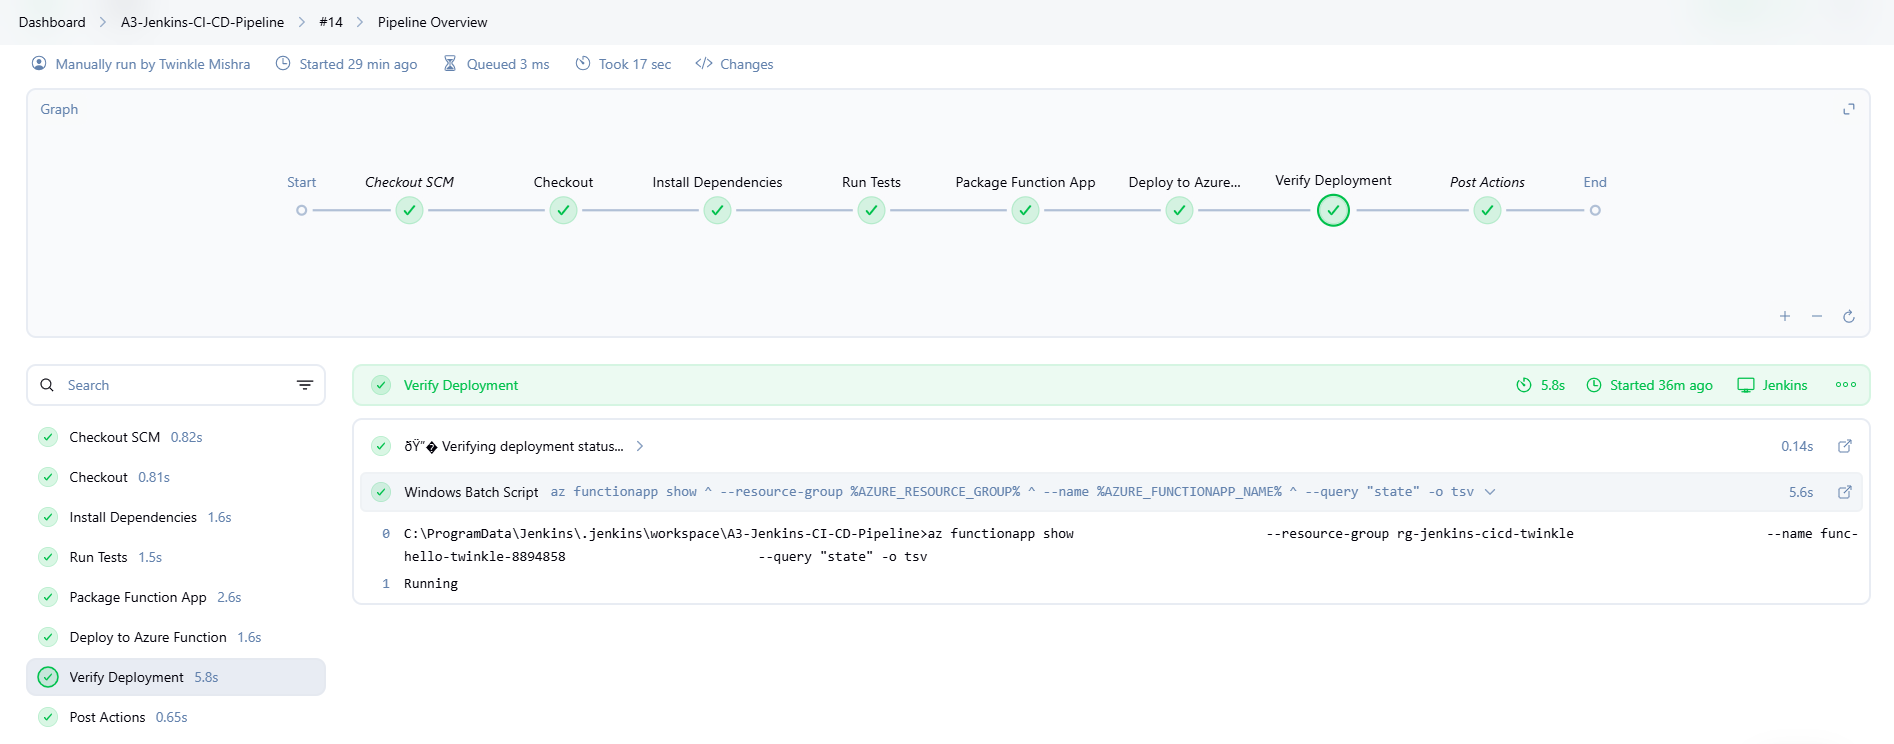 Dashboard > A3-Jenkins-CI-CD-Pipeline > #14 > Pipeline Overview
Manually run by Twinkle Mishra Started 29 min ago Queued 3 ms Took 17 sec </> Changes
Graph
Start Checkout SCM Checkout Install Dependencies Run Tests Package Function App Deploy to Azure... Verify Deployment Post Actions End
Search
Verify Deployment 5.8s Started 36m ago Jenkins
Checkout SCM 0.82s
Checkout 0.81s
Install Dependencies 1.6s
Run Tests 1.5s
Package Function App 2.6s
Deploy to Azure Function 1.6s
Verify Deployment 5.8s
Post Actions 0.65s
ðŸ”� Verifying deployment status... 0.14s
Windows Batch Script az functionapp show ^ --resource-group %AZURE_RESOURCE_GROUP% ^ --name %AZURE_FUNCTIONAPP_NAME% ^ --query "state" -o tsv 5.6s
0 C:\ProgramData\Jenkins\.jenkins\workspace\A3-Jenkins-CI-CD-Pipeline>az functionapp show --resource-group rg-jenkins-cicd-twinkle --name func-
hello-twinkle-8894858 --query "state" -o tsv
1 Running